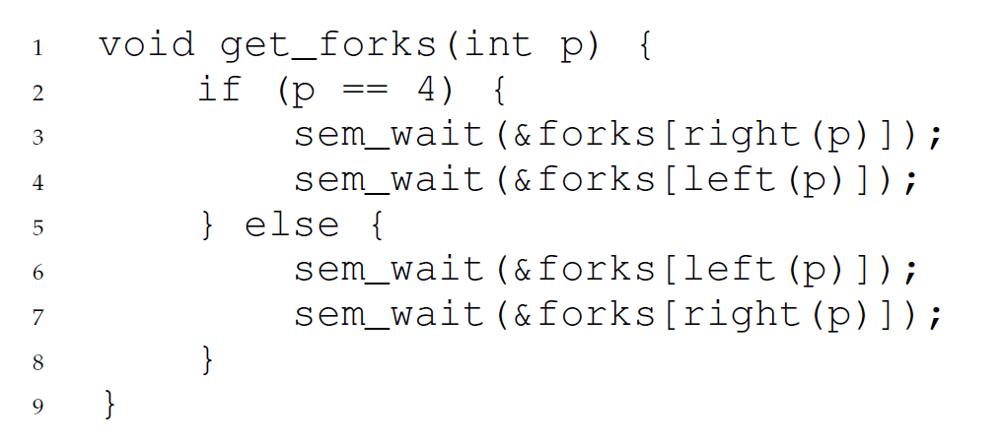 1 void get_forks(int p) {
2 if (p == 4) {
3 sem_wait(&forks[right(p)]);
4 sem_wait(&forks[left(p)]);
5 } else {
6 sem_wait(&forks[left(p)]);
7 sem_wait(&forks[right(p)]);
8 }
9 }